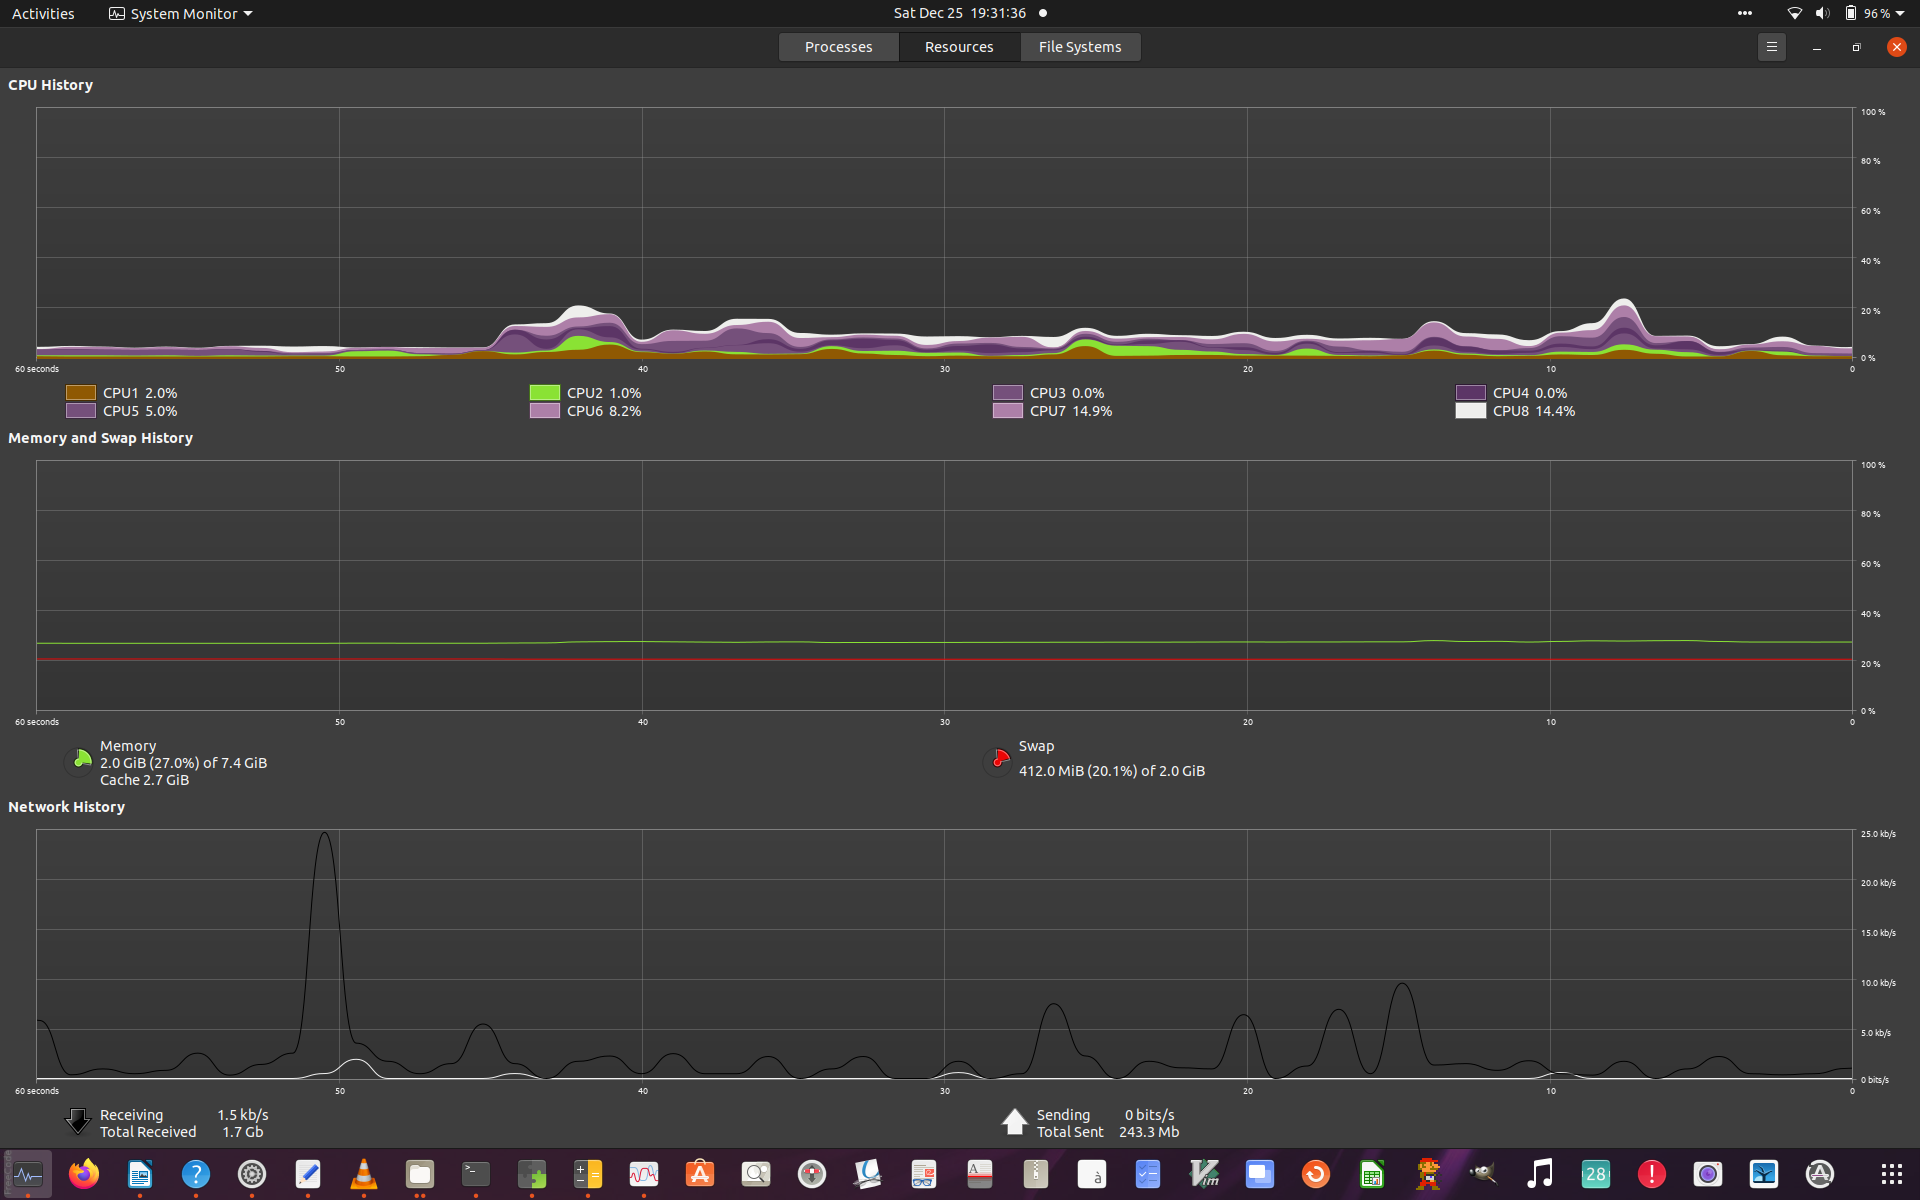 Activities System Monitor Sat Dec 25 19:31:36 96 %
Processes Resources File Systems
CPU History
100 %
80 %
60 %
40 %
20 %
0 %
60 seconds 50 40 30 20 10 0
CPU1 2.0% CPU2 1.0% CPU3 0.0% CPU4 0.0%
CPU5 5.0% CPU6 8.2% CPU7 14.9% CPU8 14.4%
Memory and Swap History
100 %
80 %
60 %
40 %
20 %
0 %
60 seconds 50 40 30 20 10 0
Memory
2.0 GiB (27.0%) of 7.4 GiB
Cache 2.7 GiB
Swap
412.0 MiB (20.1%) of 2.0 GiB
Network History
25.0 kb/s
20.0 kb/s
15.0 kb/s
10.0 kb/s
5.0 kb/s
0 bits/s
60 seconds 50 40 30 20 10 0
Receiving 1.5 kb/s
Total Received 1.7 Gb
Sending 0 bits/s
Total Sent 243.3 Mb
>_ A à Vim 28